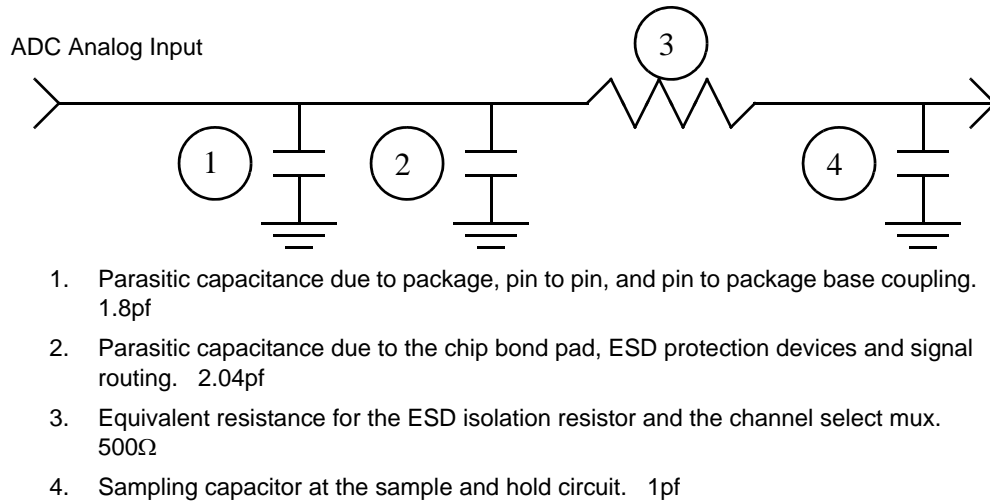 ADC Analog Input
3
1
2
4
1. Parasitic capacitance due to package, pin to pin, and pin to package base coupling.
1.8pf
2. Parasitic capacitance due to the chip bond pad, ESD protection devices and signal
routing. 2.04pf
3. Equivalent resistance for the ESD isolation resistor and the channel select mux.
500Ω
4. Sampling capacitor at the sample and hold circuit. 1pf